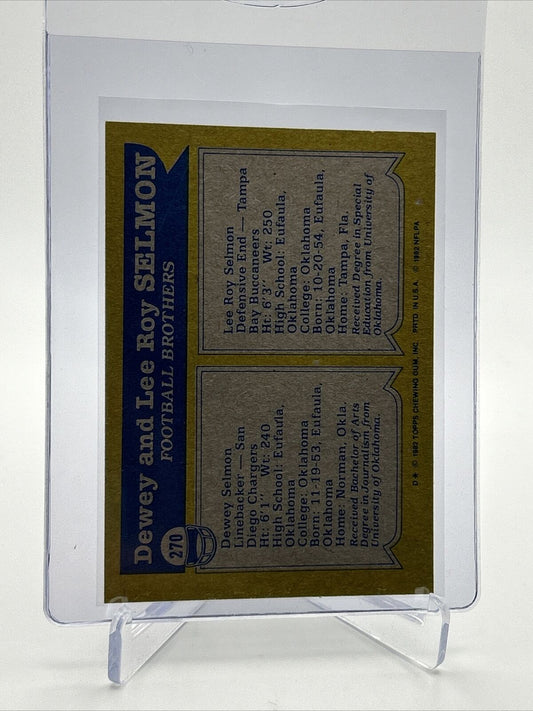 Dewey and Lee Roy SELMON
270
FOOTBALL BROTHERS
Dewey Selmon
Linebacker — San
Diego Chargers
Ht: 6'1" Wt: 240
High School: Eufaula,
Oklahoma
College: Oklahoma
Born: 11-19-53, Eufaula,
Oklahoma
Home: Norman, Okla.
Received Bachelor of Arts
Degree in Journalism from
University of Oklahoma.
Lee Roy Selmon
Defensive End — Tampa
Bay Buccaneers
Ht: 6'3" Wt: 250
High School: Eufaula,
Oklahoma
College: Oklahoma
Born: 10-20-54, Eufaula,
Oklahoma
Home: Tampa, Fla.
Received Degree in Special
Education from University of
Oklahoma.
D * © 1982 TOPPS CHEWING GUM, INC. PRTD. IN U.S.A. © 1982 NFLPA